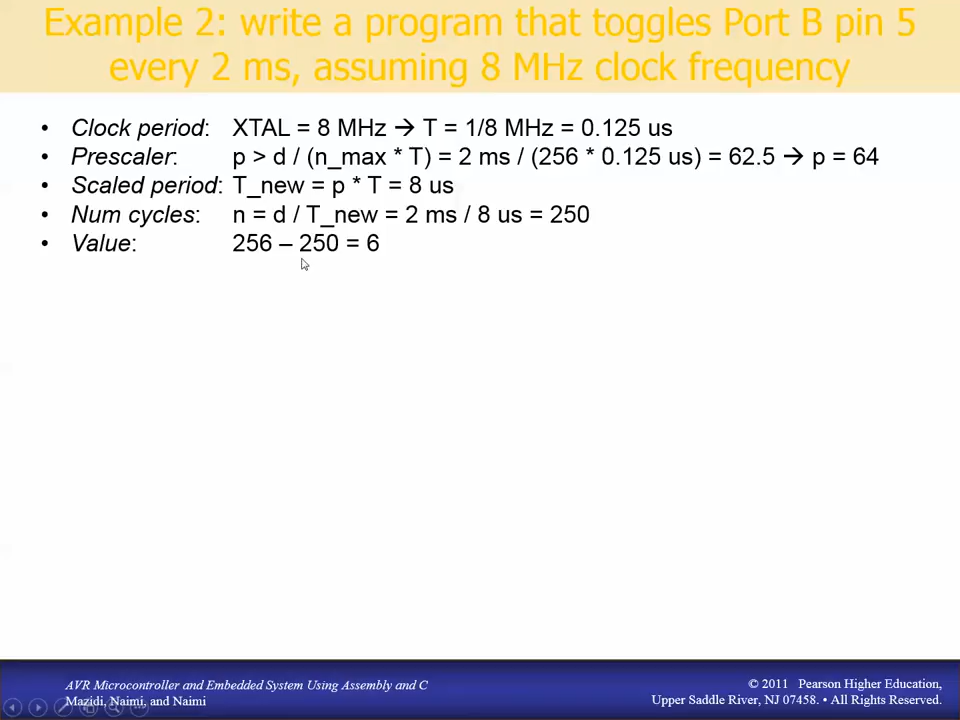 Example 2: write a program that toggles Port B pin 5
every 2 ms, assuming 8 MHz clock frequency
• Clock period: XTAL = 8 MHz → T = 1/8 MHz = 0.125 us
• Prescaler: p > d / (n_max * T) = 2 ms / (256 * 0.125 us) = 62.5 → p = 64
• Scaled period: T_new = p * T = 8 us
• Num cycles: n = d / T_new = 2 ms / 8 us = 250
• Value: 256 – 250 = 6
AVR Microcontroller and Embedded System Using Assembly and C
Mazidi, Naimi, and Naimi
© 2011 Pearson Higher Education,
Upper Saddle River, NJ 07458. • All Rights Reserved.